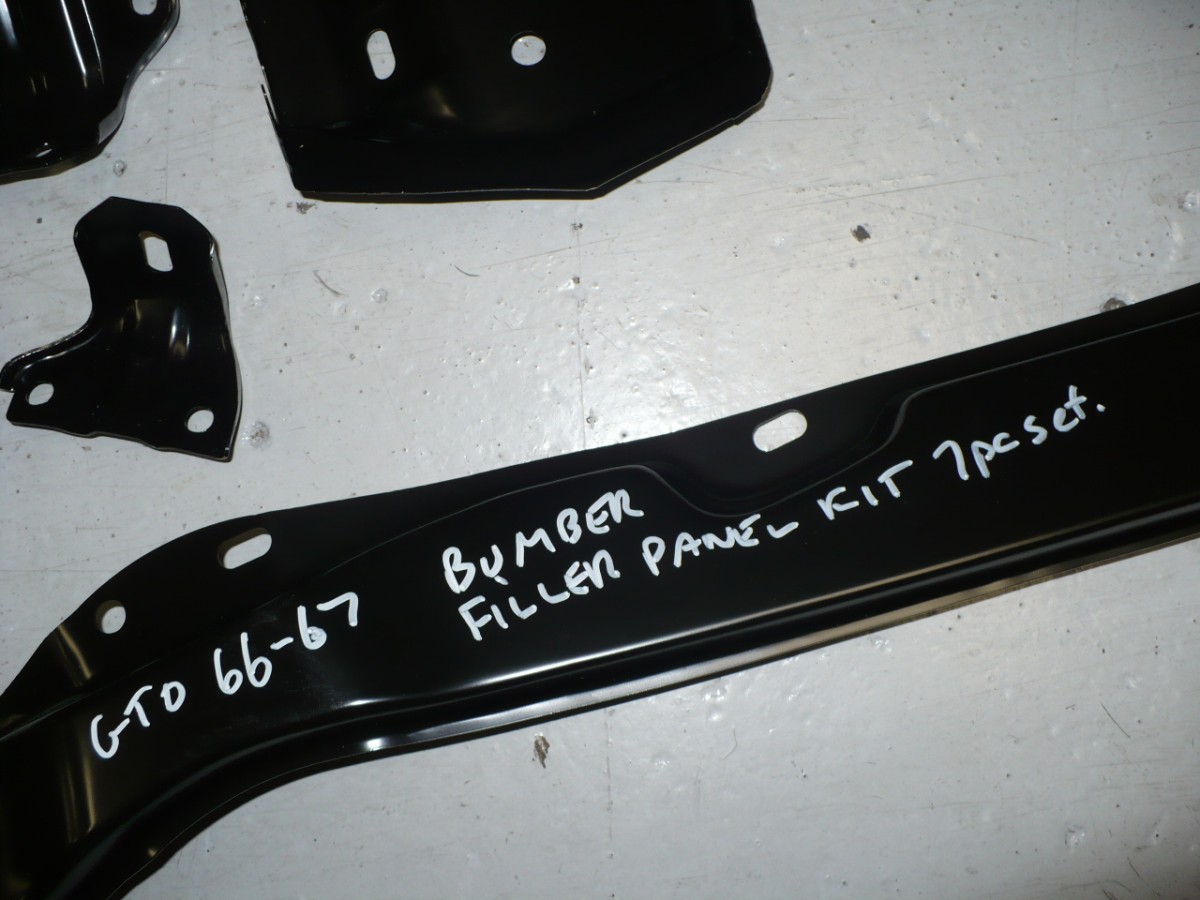 BUMBER
FILLER PANEL KIT 7pc set.
GTO 66-67